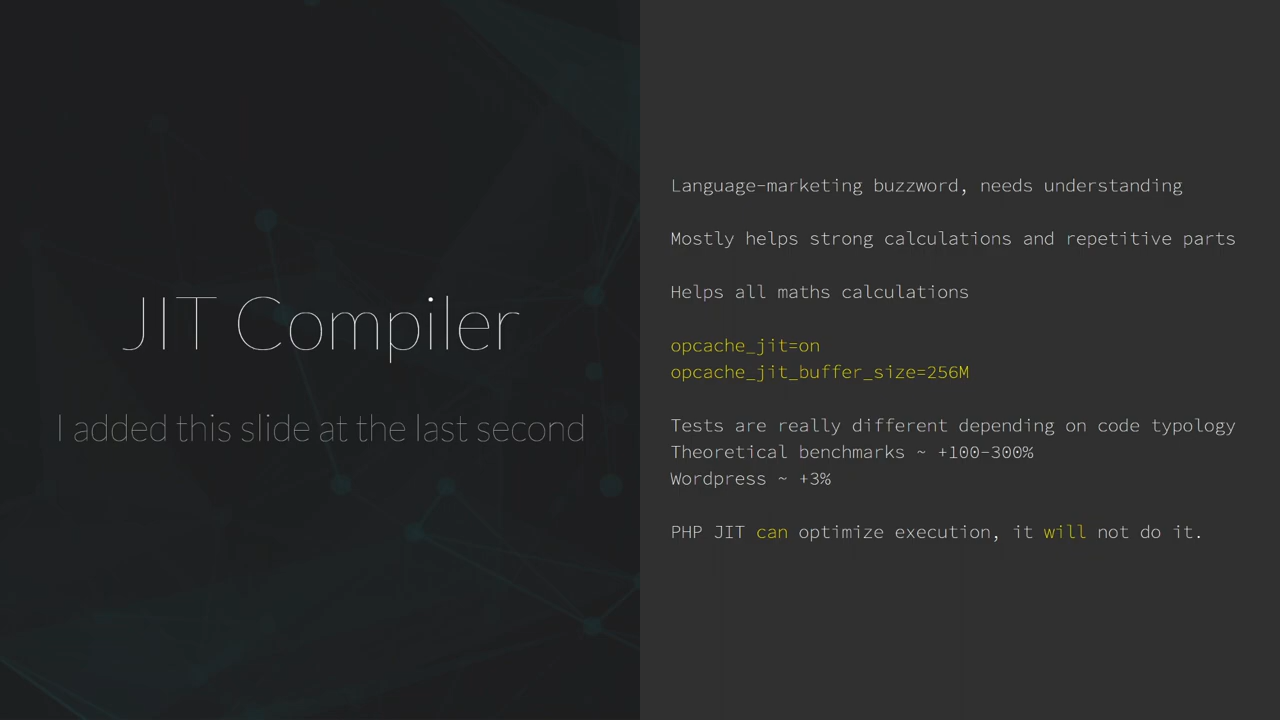 JIT Compiler
I added this slide at the last second
Language-marketing buzzword, needs understanding
Mostly helps strong calculations and repetitive parts
Helps all maths calculations
opcache_jit=on
opcache_jit_buffer_size=256M
Tests are really different depending on code typology
Theoretical benchmarks ~ +100-300%
Wordpress ~ +3%
PHP JIT can optimize execution, it will not do it.